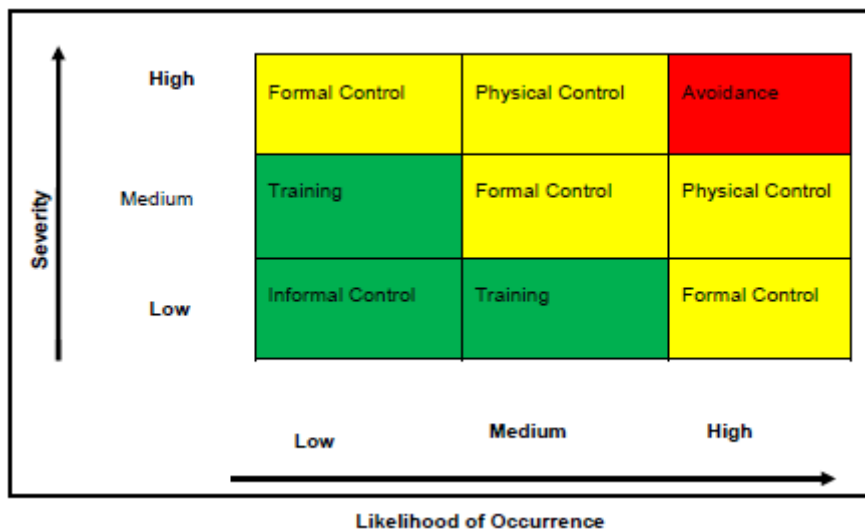 High
Formal Control
Physical Control
Avoidance
Severity
Medium
Training
Formal Control
Physical Control
Low
Informal Control
Training
Formal Control
Low
Medium
High
Likelihood of Occurrence